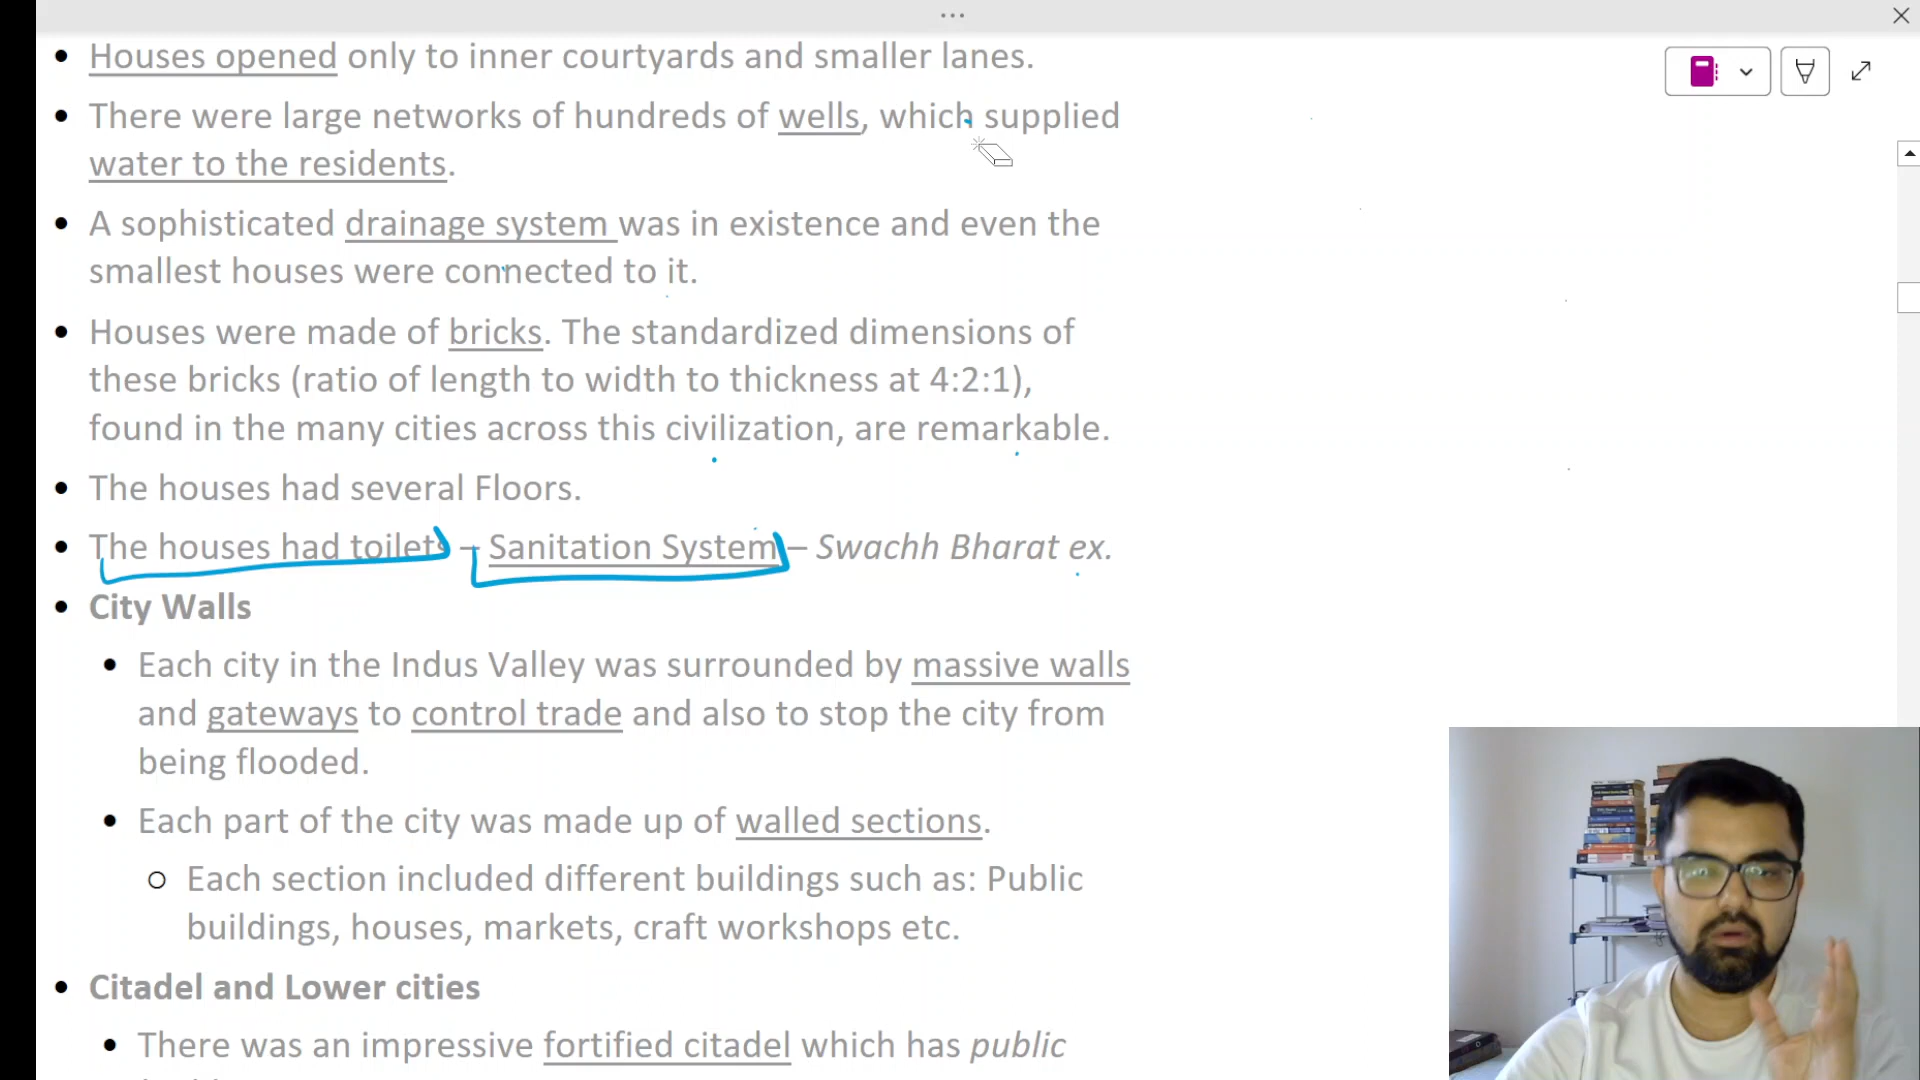 Houses opened only to inner courtyards and smaller lanes.
There were large networks of hundreds of wells, which supplied
water to the residents.
A sophisticated drainage system was in existence and even the
smallest houses were connected to it.
Houses were made of bricks. The standardized dimensions of
these bricks (ratio of length to width to thickness at 4:2:1),
found in the many cities across this civilization, are remarkable.
The houses had several Floors.
The houses had toilets – Sanitation System – Swachh Bharat ex.
City Walls
Each city in the Indus Valley was surrounded by massive walls
and gateways to control trade and also to stop the city from
being flooded.
Each part of the city was made up of walled sections.
Each section included different buildings such as: Public
buildings, houses, markets, craft workshops etc.
Citadel and Lower cities
There was an impressive fortified citadel which has public